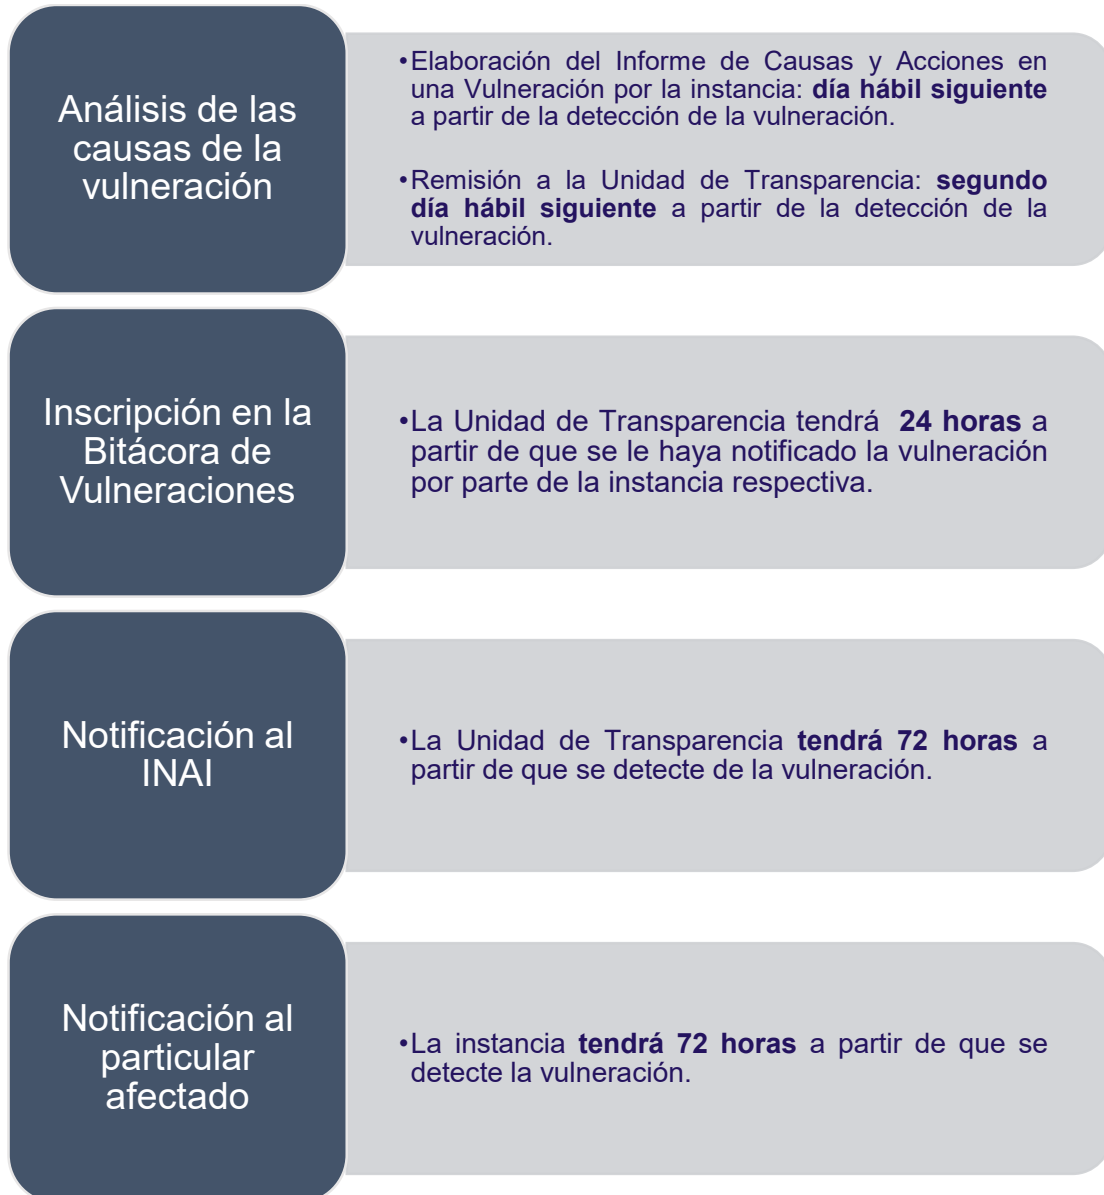 Análisis de las
causas de la
vulneración
•Elaboración del Informe de Causas y Acciones en
una Vulneración por la instancia: día hábil siguiente
a partir de la detección de la vulneración.
•Remisión a la Unidad de Transparencia: segundo
día hábil siguiente a partir de la detección de la
vulneración.
Inscripción en la
Bitácora de
Vulneraciones
•La Unidad de Transparencia tendrá 24 horas a
partir de que se le haya notificado la vulneración
por parte de la instancia respectiva.
Notificación al
INAI
•La Unidad de Transparencia tendrá 72 horas a
partir de que se detecte de la vulneración.
Notificación al
particular
afectado
•La instancia tendrá 72 horas a partir de que se
detecte la vulneración.